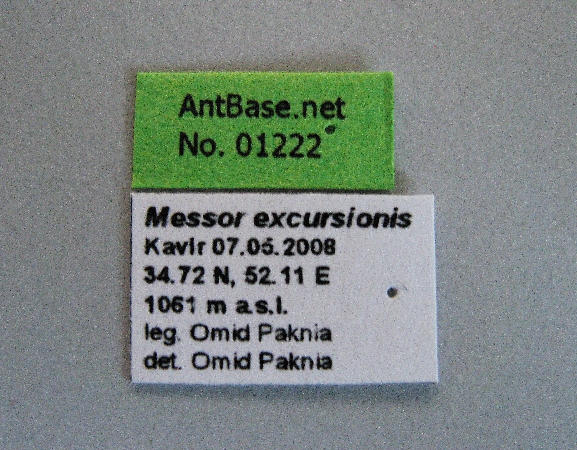 AntBase.net
No. 01222
Messor excursionis
Kavir 07.05.2008
34.72 N, 52.11 E
1061 m a.s.l.
leg. Omid Paknia
det. Omid Paknia